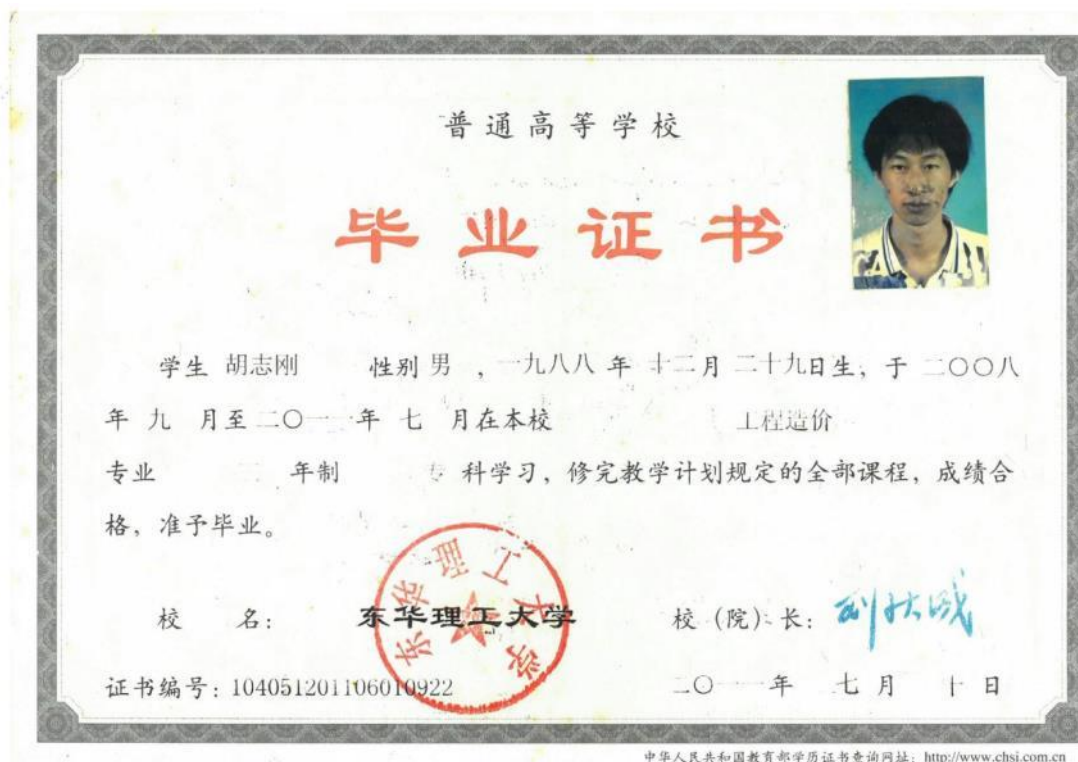 普通高等学校
毕业证书
学生 胡志刚 性别 男 ，一九八八 年 十二月 二十九日生，于 二〇〇八
年 九 月至 二〇一一年 七 月在本校 工程造价
专业 年制 科学习，修完教学计划规定的全部课程，成绩合
格，准予毕业。
东华理工大学
校 名： 东华理工大学 校（院）长：
证书编号：104051201106010922 二〇一一年 七月 十日
中华人民共和国教育部学历证书查询网址：http://www.chsi.com.cn